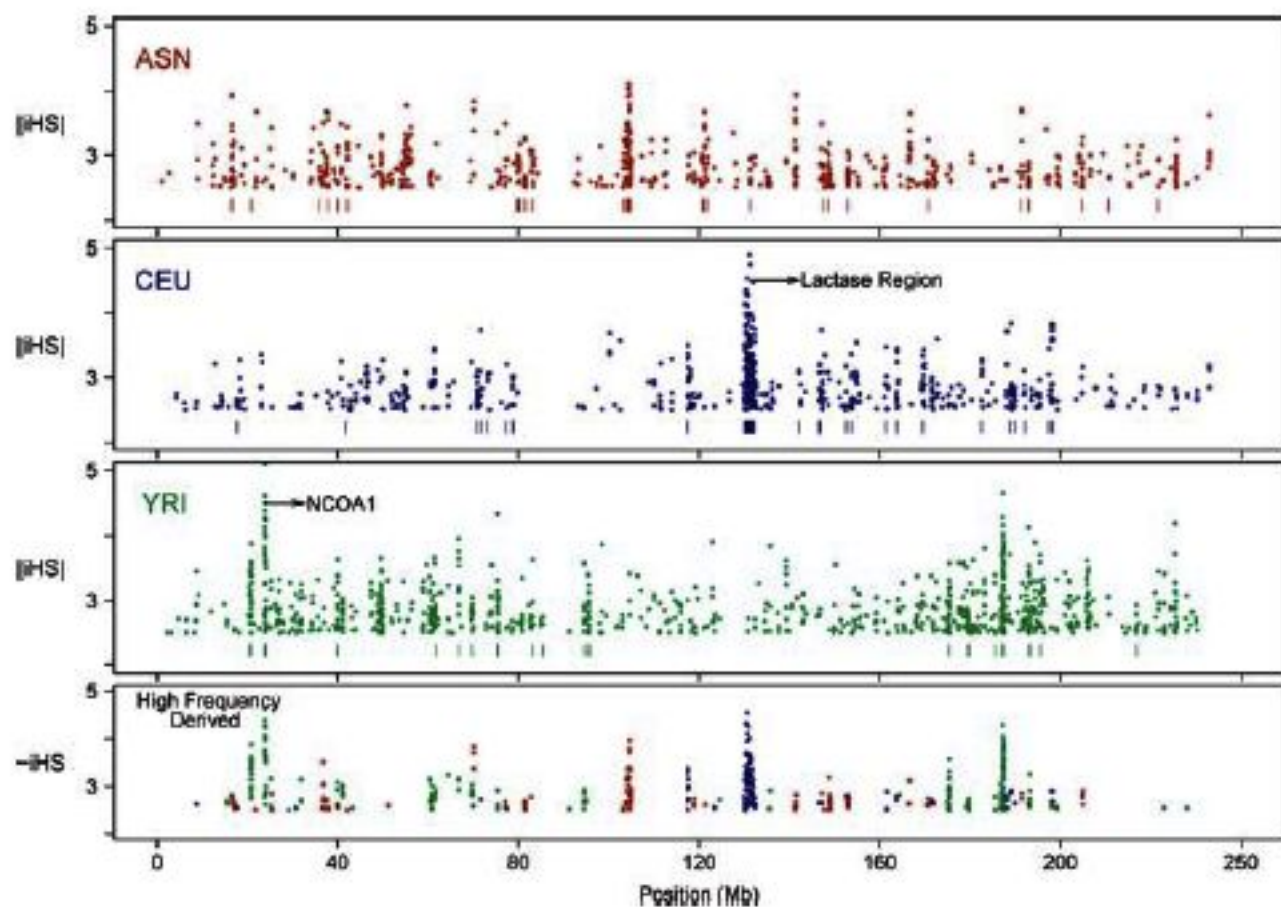 5
ASN
|iHS|
3
5
CEU
Lactase Region
|iHS|
3
5
YRI
NCOA1
|iHS|
3
5
High Frequency
Derived
-iHS
3
0 40 80 120 160 200 250
Position (Mb)